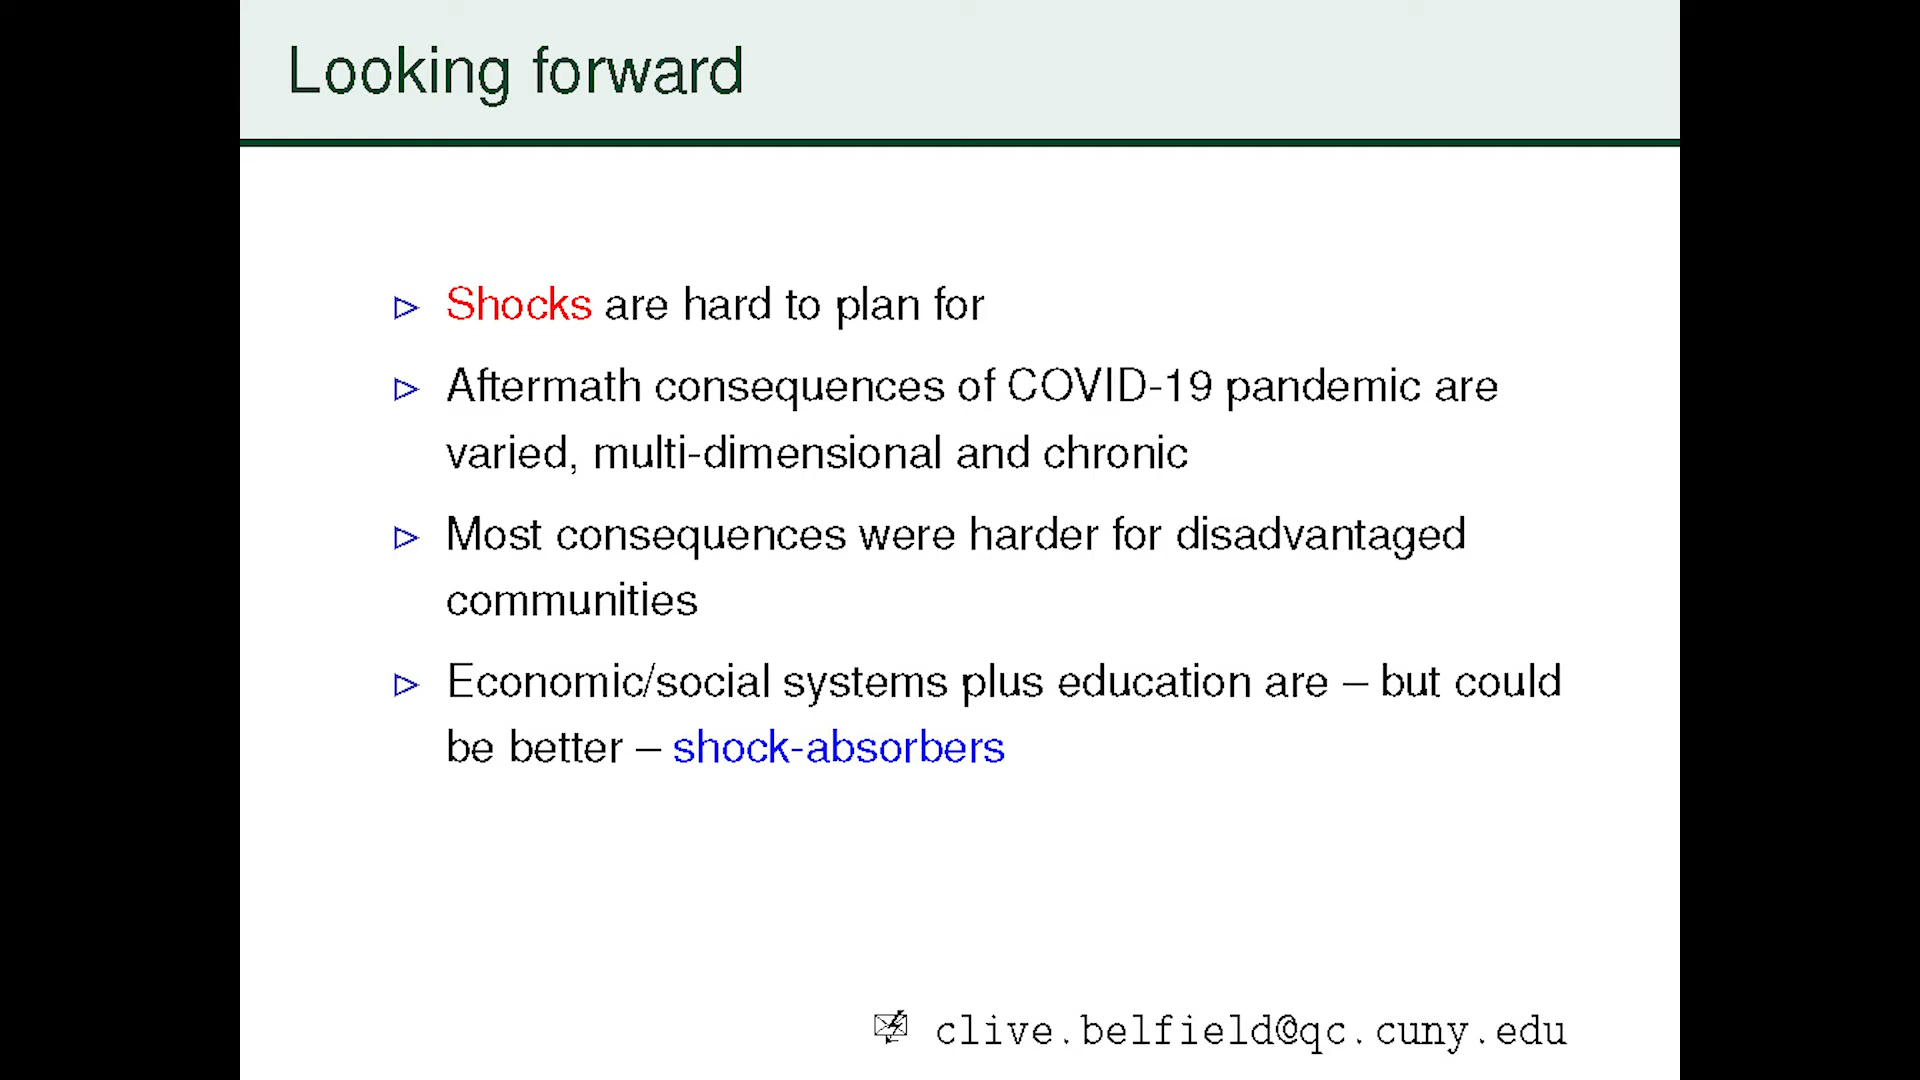 Looking forward
Shocks are hard to plan for
Aftermath consequences of COVID-19 pandemic are
varied, multi-dimensional and chronic
Most consequences were harder for disadvantaged
communities
Economic/social systems plus education are – but could
be better – shock-absorbers
clive.belfield@qc.cuny.edu